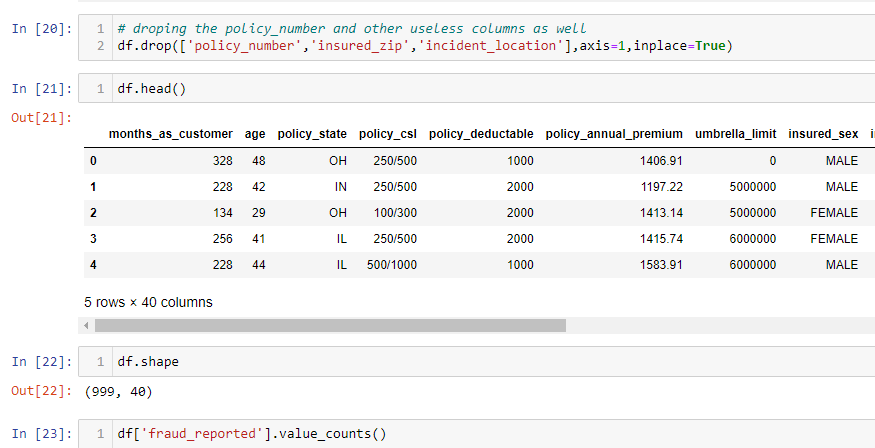 In [20]: 1 # droping the policy_number and other useless columns as well
2 df.drop(['policy_number','insured_zip','incident_location'],axis=1,inplace=True)
In [21]: 1 df.head()
Out[21]:
months_as_customer age policy_state policy_csl policy_deductable policy_annual_premium umbrella_limit insured_sex
0 328 48 OH 250/500 1000 1406.91 0 MALE
1 228 42 IN 250/500 2000 1197.22 5000000 MALE
2 134 29 OH 100/300 2000 1413.14 5000000 FEMALE
3 256 41 IL 250/500 2000 1415.74 6000000 FEMALE
4 228 44 IL 500/1000 1000 1583.91 6000000 MALE
5 rows × 40 columns
In [22]: 1 df.shape
Out[22]: (999, 40)
In [23]: 1 df['fraud_reported'].value_counts()